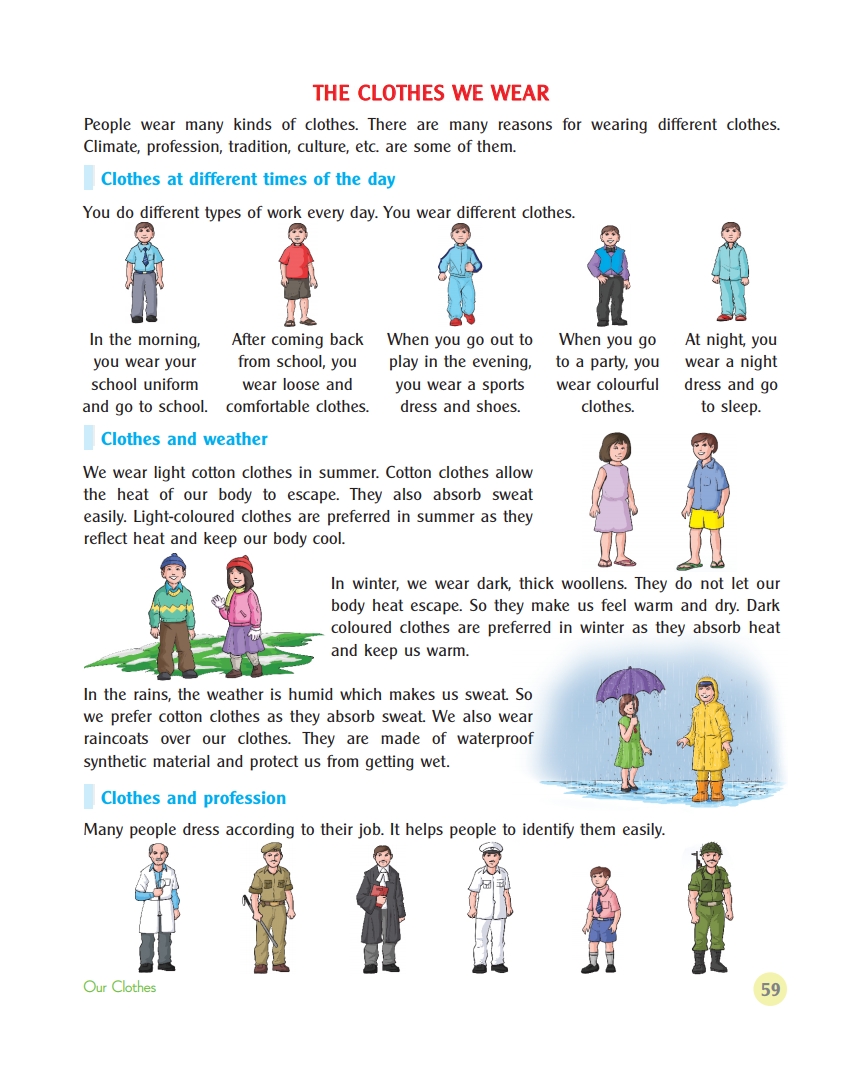 THE CLOTHES WE WEAR
People wear many kinds of clothes. There are many reasons for wearing different clothes.
Climate, profession, tradition, culture, etc. are some of them.
Clothes at different times of the day
You do different types of work every day. You wear different clothes.
In the morning,
you wear your
school uniform
and go to school.
After coming back
from school, you
wear loose and
comfortable clothes.
When you go out to
play in the evening,
you wear a sports
dress and shoes.
When you go
to a party, you
wear colourful
clothes.
At night, you
wear a night
dress and go
to sleep.
Clothes and weather
We wear light cotton clothes in summer. Cotton clothes allow
the heat of our body to escape. They also absorb sweat
easily. Light-coloured clothes are preferred in summer as they
reflect heat and keep our body cool.
In winter, we wear dark, thick woollens. They do not let our
body heat escape. So they make us feel warm and dry. Dark
coloured clothes are preferred in winter as they absorb heat
and keep us warm.
In the rains, the weather is humid which makes us sweat. So
we prefer cotton clothes as they absorb sweat. We also wear
raincoats over our clothes. They are made of waterproof
synthetic material and protect us from getting wet.
Clothes and profession
Many people dress according to their job. It helps people to identify them easily.
Our Clothes
59